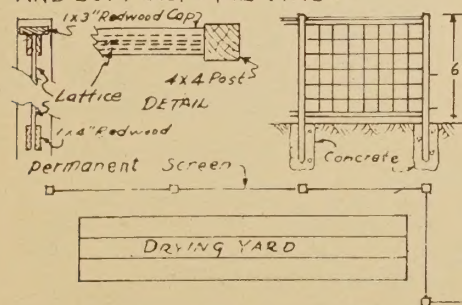 1x3" Redwood Cap
4x4 Post
Lattice
DETAIL
1x4" Redwood
6
Concrete
Permanent Screen
DRYING YARD